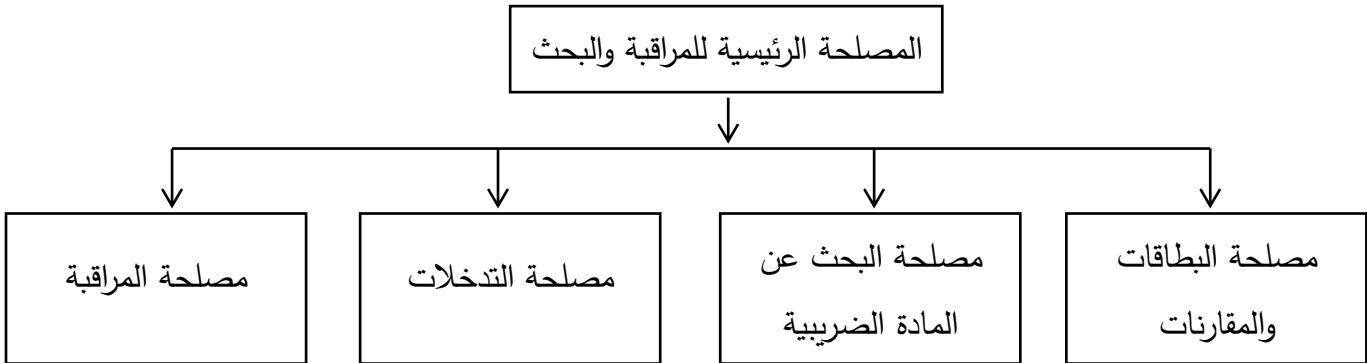 المصلحة الرئيسية للمراقبة والبحث
مصلحة البطاقات
والمقارنات
مصلحة البحث عن
المادة الضريبية
مصلحة التدخلات
مصلحة المراقبة